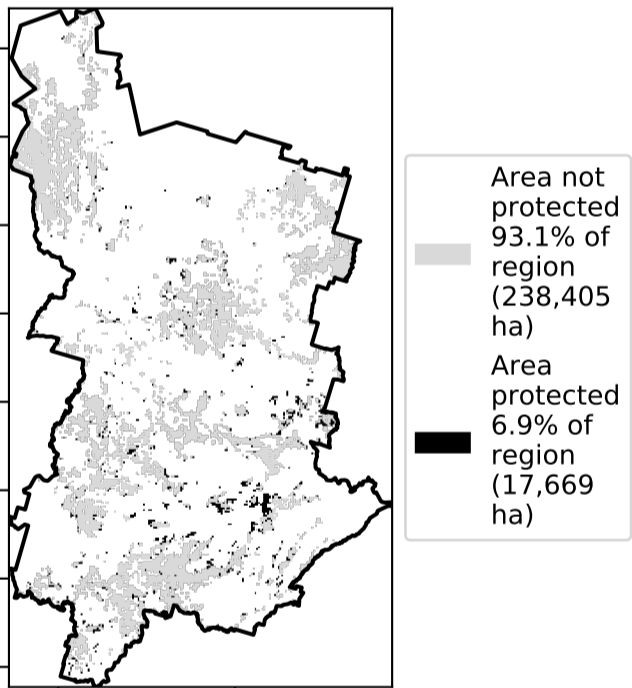 Area not
protected
93.1% of
region
(238,405
ha)
Area
protected
6.9% of
region
(17,669
ha)